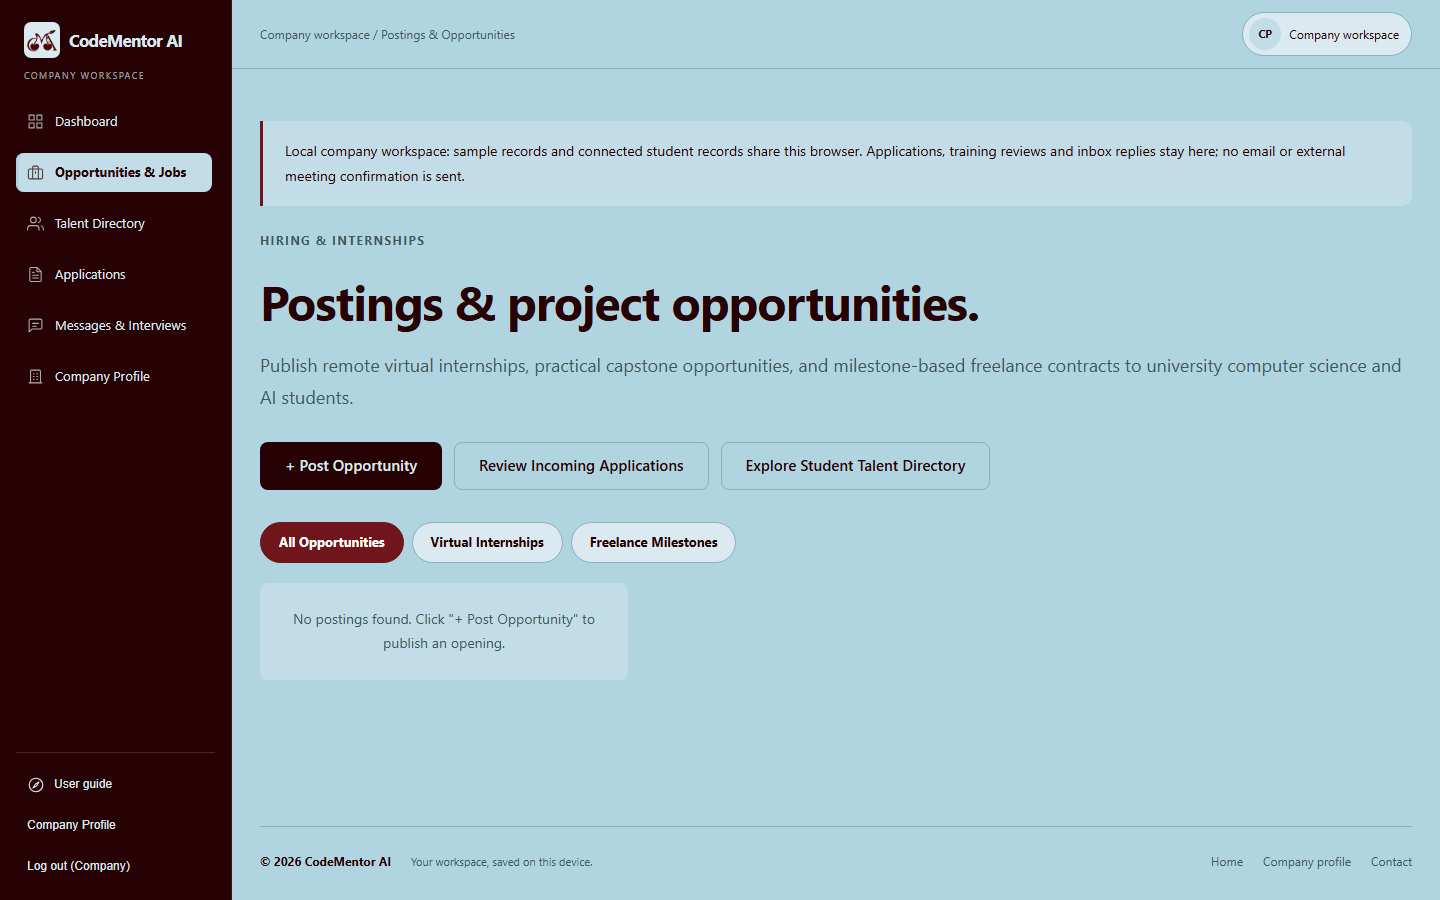 CodeMentor AI
COMPANY WORKSPACE
Dashboard
Opportunities & Jobs
Talent Directory
Applications
Messages & Interviews
Company Profile
User guide
Company Profile
Log out (Company)
Company workspace / Postings & Opportunities
CP Company workspace
Local company workspace: sample records and connected student records share this browser. Applications, training reviews and inbox replies stay here; no email or external
meeting confirmation is sent.
HIRING & INTERNSHIPS
Postings & project opportunities.
Publish remote virtual internships, practical capstone opportunities, and milestone-based freelance contracts to university computer science and
AI students.
+ Post Opportunity
Review Incoming Applications
Explore Student Talent Directory
All Opportunities
Virtual Internships
Freelance Milestones
No postings found. Click "+ Post Opportunity" to
publish an opening.
© 2026 CodeMentor AI
Your workspace, saved on this device.
Home
Company profile
Contact